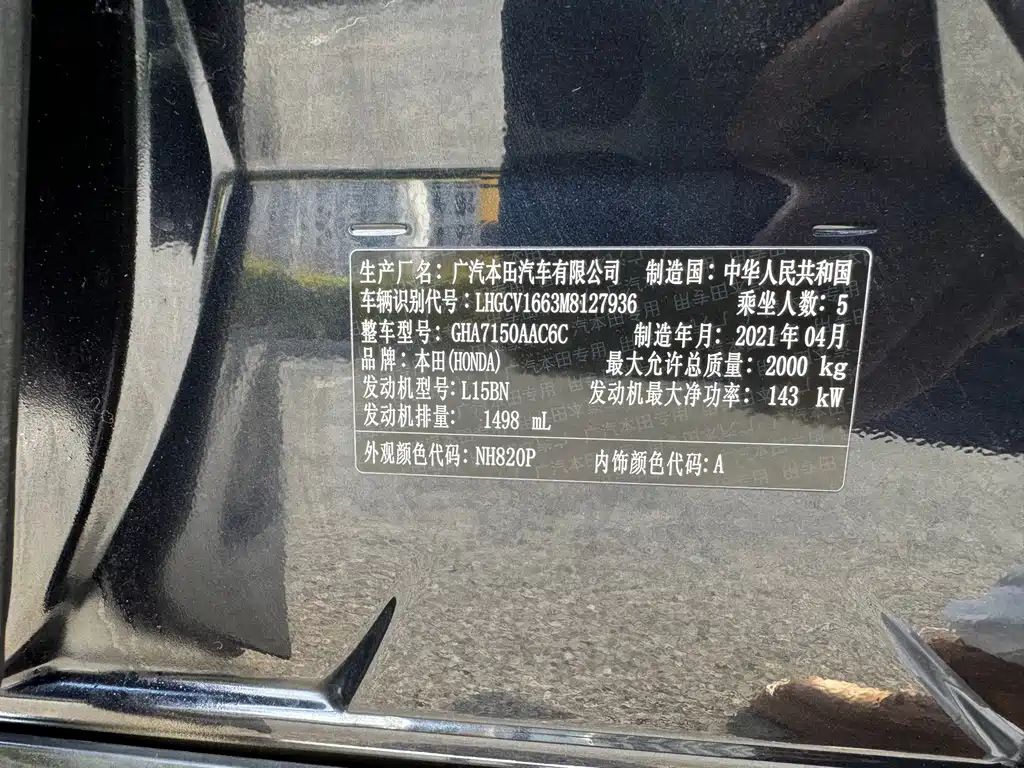 生产厂名：广汽本田汽车有限公司 制造国：中华人民共和国
车辆识别代号：LHGCV1663M8127936 乘坐人数：5
整车型号：GHA7150AAC6C 制造年月：2021年04月
品牌：本田(HONDA) 最大允许总质量：2000 kg
发动机型号：L15BN 发动机最大净功率：143 kW
发动机排量： 1498 mL
外观颜色代码：NH820P 内饰颜色代码：A